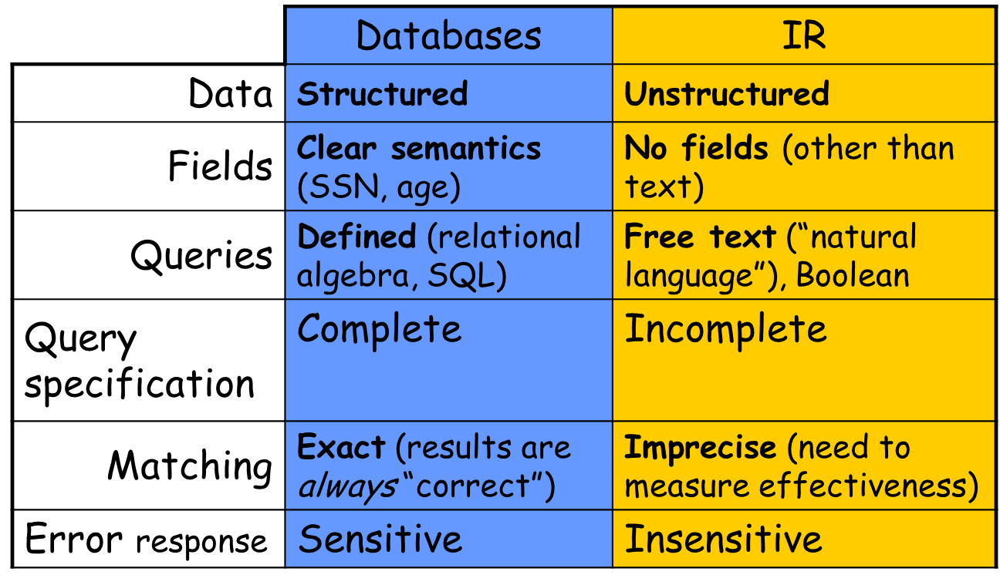 Databases IR
Data Structured Unstructured
Fields Clear semantics (SSN, age) No fields (other than text)
Queries Defined (relational algebra, SQL) Free text (“natural language”), Boolean
Query specification Complete Incomplete
Matching Exact (results are always “correct”) Imprecise (need to measure effectiveness)
Error response Sensitive Insensitive